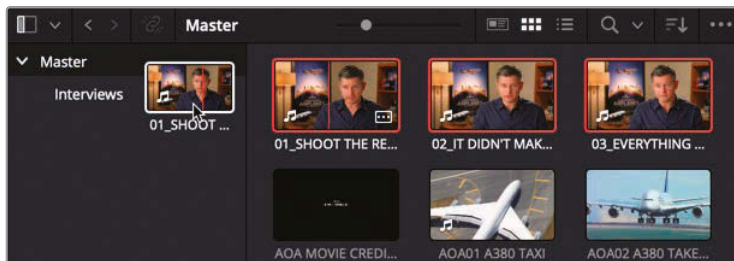 Master
Master
Interviews
01_SHOOT ...
01_SHOOT THE RE...
02_IT DIDN'T MAK...
03_EVERYTHING ...
AOA MOVIE CREDI...
AOA01 A380 TAXI
AOA02 A380 TAKE...